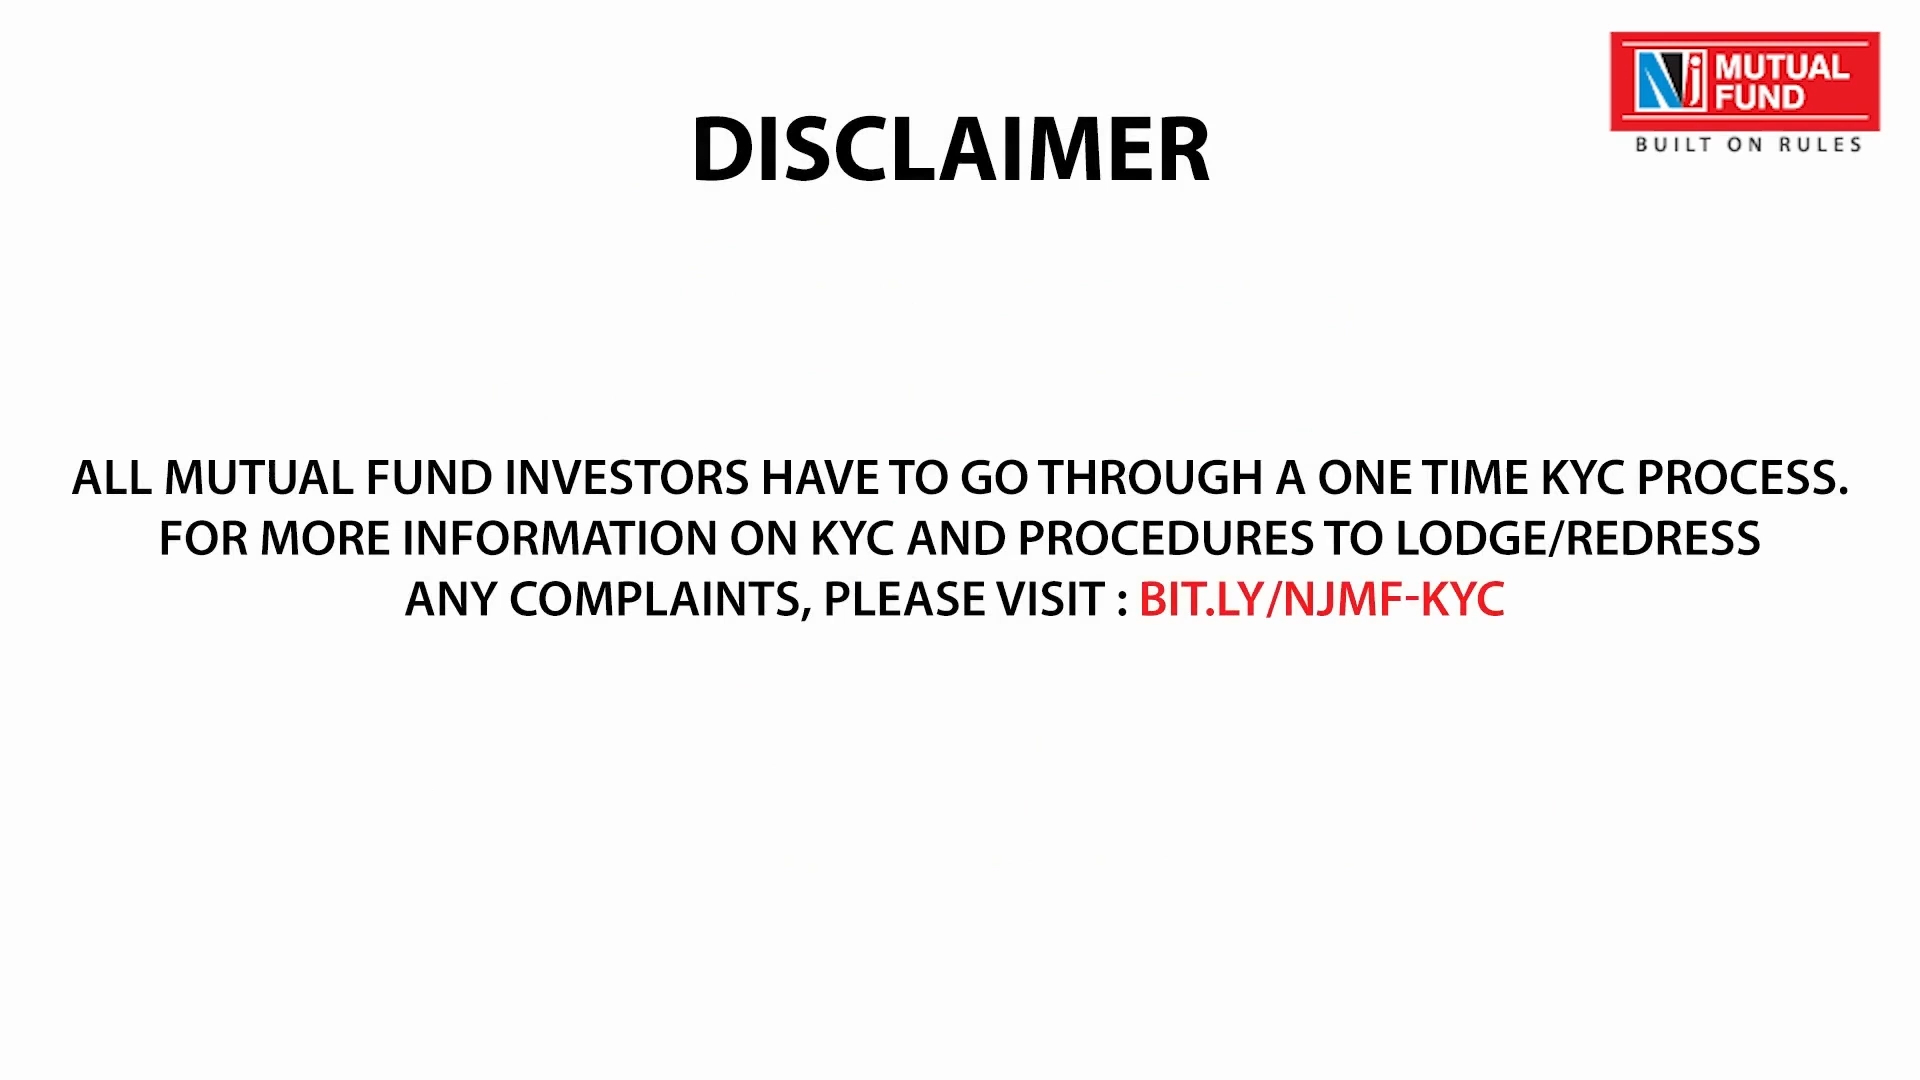 Nj MUTUAL
FUND
BUILT ON RULES
DISCLAIMER
ALL MUTUAL FUND INVESTORS HAVE TO GO THROUGH A ONE TIME KYC PROCESS.
FOR MORE INFORMATION ON KYC AND PROCEDURES TO LODGE/REDRESS
ANY COMPLAINTS, PLEASE VISIT : BIT.LY/NJMF-KYC